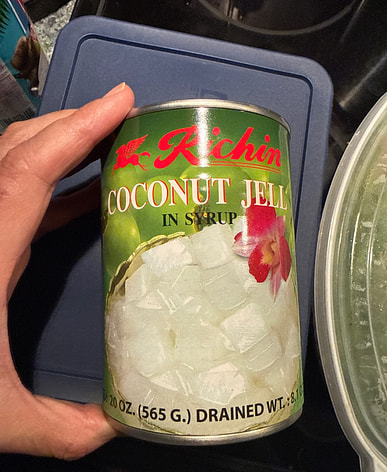 Richin
COCONUT JELL
IN SYRUP
20 OZ. (565 G.) DRAINED WT.: